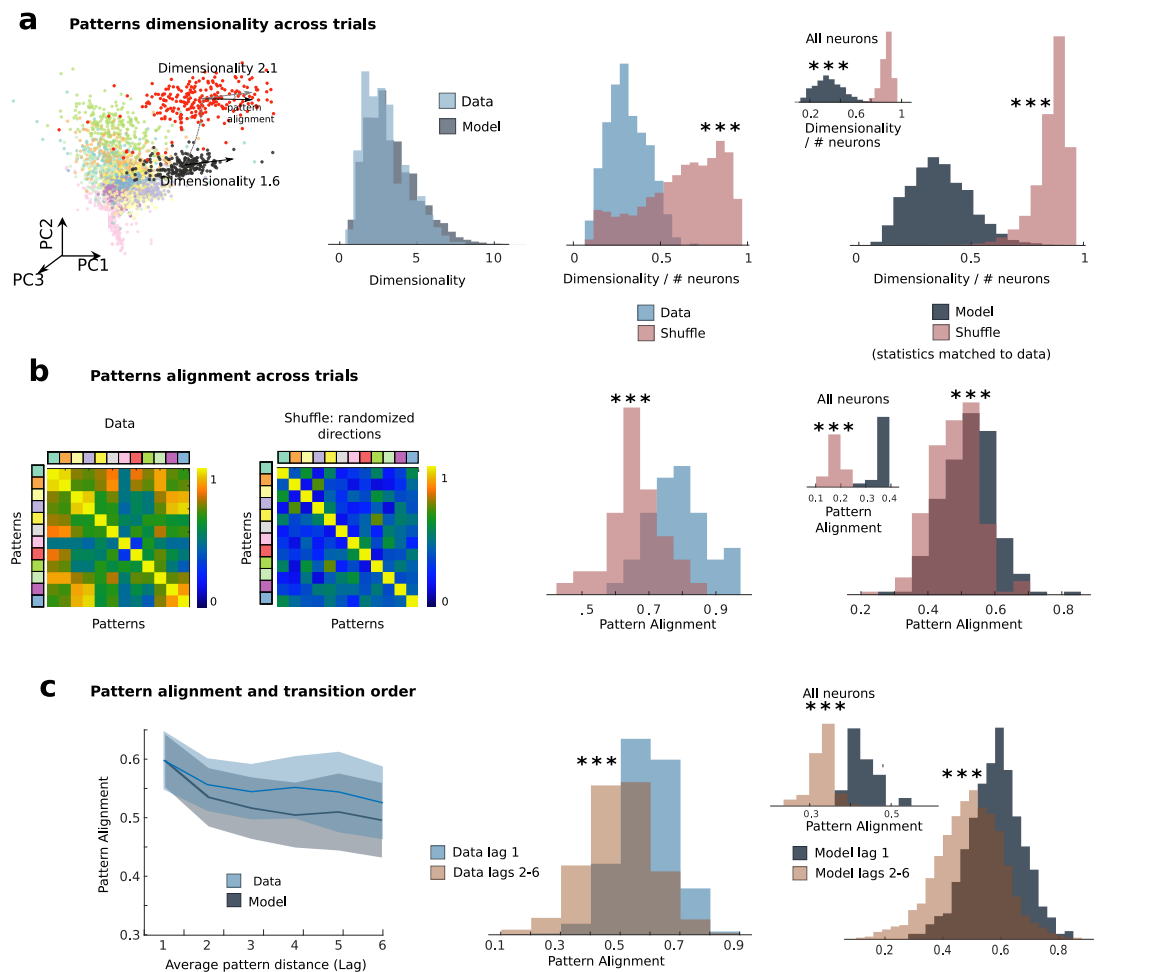 a Patterns dimensionality across trials
Dimensionality 2.1
pattern
alignment
Dimensionality 1.6
PC2
PC1
PC3
Data
Model
0 5 10
Dimensionality
***
0 0.5 1
Dimensionality / # neurons
Data
Shuffle
All neurons
***
0.2 0.6 1
Dimensionality
/ # neurons
***
0 0.5 1
Dimensionality / # neurons
Model
Shuffle
(statistics matched to data)
b Patterns alignment across trials
Data
Patterns
1
0
Patterns
Shuffle: randomized
directions
Patterns
1
0
Patterns
***
.5 0.7 0.9
Pattern Alignment
All neurons
***
0.1 0.2 0.3 0.4
Pattern
Alignment
***
0.2 0.4 0.6 0.8
Pattern Alignment
c Pattern alignment and transition order
Pattern Alignment
0.6
0.5
0.4
0.3
Data
Model
1 2 3 4 5 6
Average pattern distance (Lag)
***
Data lag 1
Data lags 2-6
0.1 0.3 0.5 0.7 0.9
Pattern Alignment
All neurons
***
0.3 0.5
Pattern Alignment
***
Model lag 1
Model lags 2-6
0.2 0.4 0.6 0.8
Pattern Alignment